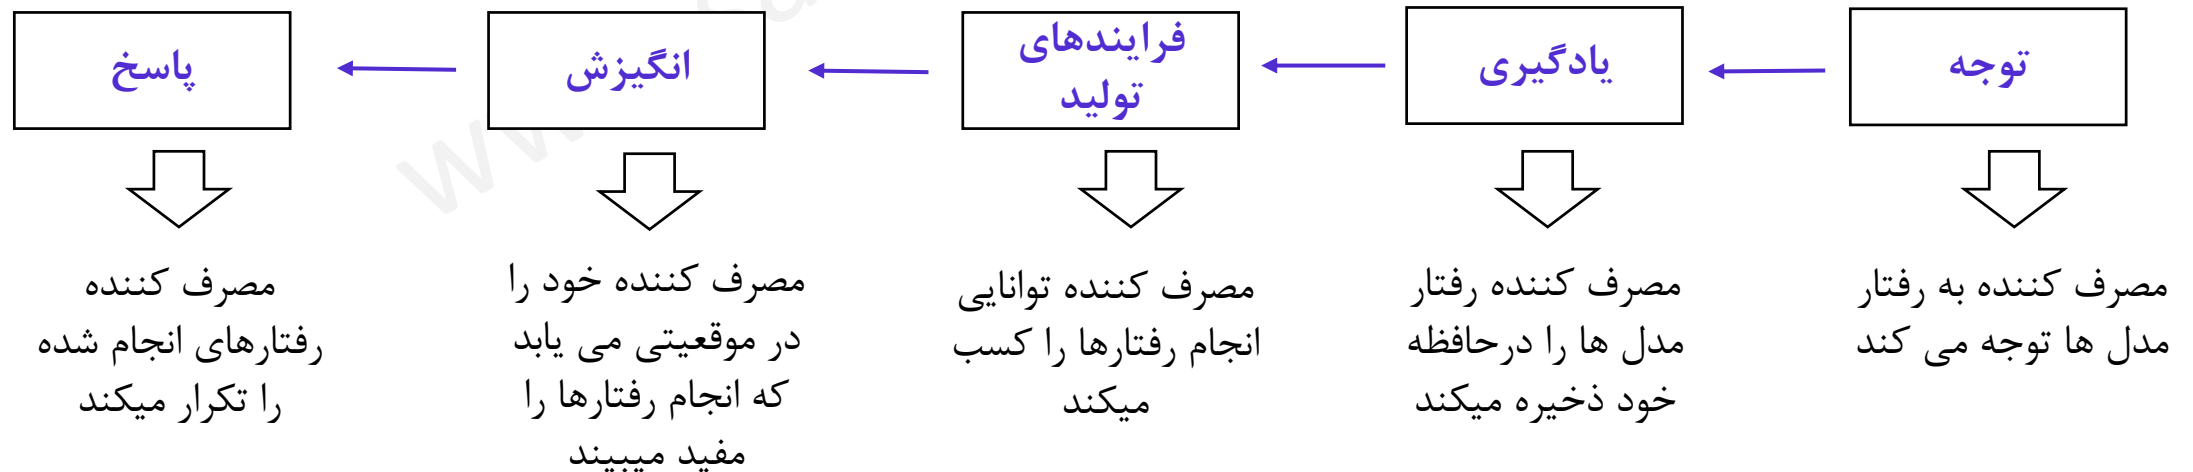 توجه
یادگیری
فرایندهای
تولید
انگیزش
پاسخ
مصرف کننده به رفتار
مدل ها توجه می کند
مصرف کننده رفتار
مدل ها را درحافظه
خود ذخیره میکند
مصرف کننده توانایی
انجام رفتارها را کسب
میکند
مصرف کننده خود را
در موقعیتی می یابد
که انجام رفتارها را
مفید میبیند
مصرف کننده
رفتارهای انجام شده
را تکرار میکند